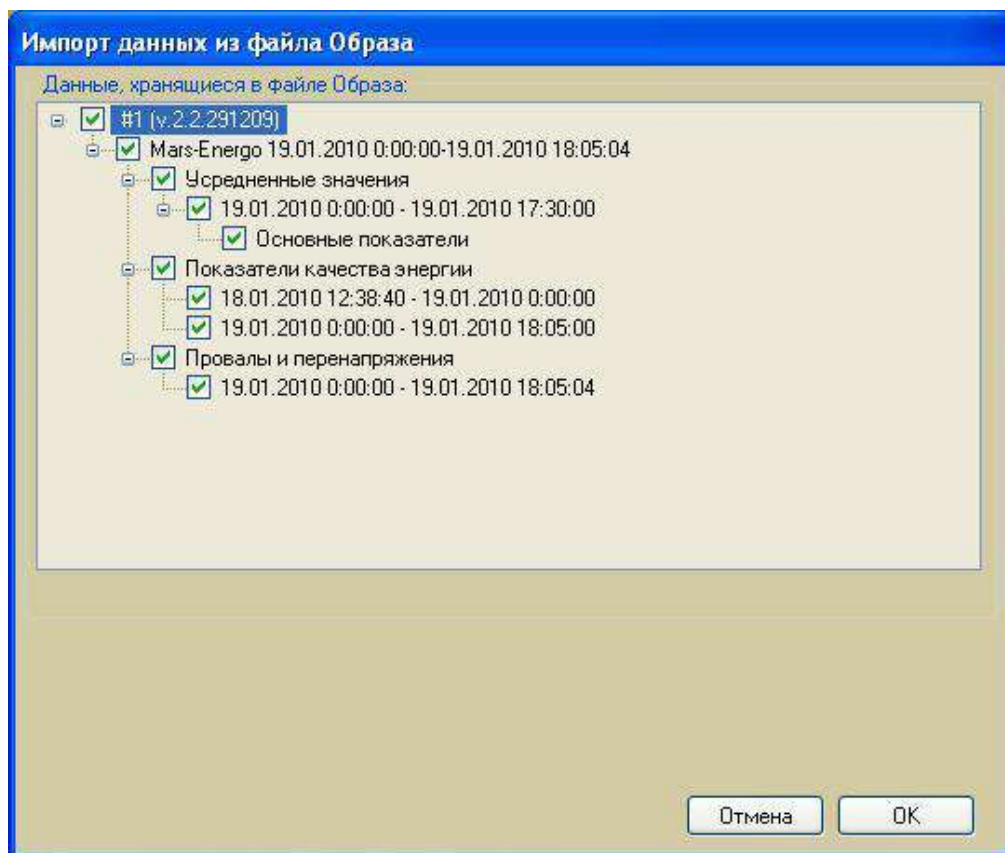 Импорт данных из файла Образа
Данные, хранящиеся в файле Образа:
#1 (v.2.2.291209)
Mars-Energo 19.01.2010 0:00:00-19.01.2010 18:05:04
Усредненные значения
19.01.2010 0:00:00 - 19.01.2010 17:30:00
Основные показатели
Показатели качества энергии
18.01.2010 12:38:40 - 19.01.2010 0:00:00
19.01.2010 0:00:00 - 19.01.2010 18:05:00
Провалы и перенапряжения
19.01.2010 0:00:00 - 19.01.2010 18:05:04
Отмена OK